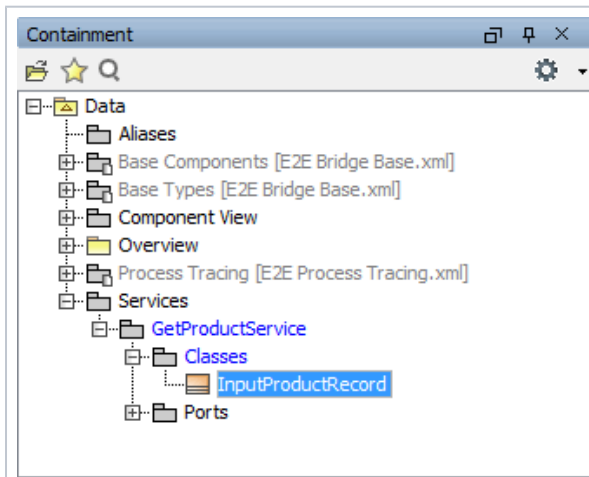 Containment
Data
Aliases
Base Components [E2E Bridge Base.xml]
Base Types [E2E Bridge Base.xml]
Component View
Overview
Process Tracing [E2E Process Tracing.xml]
Services
GetProductService
Classes
InputProductRecord
Ports